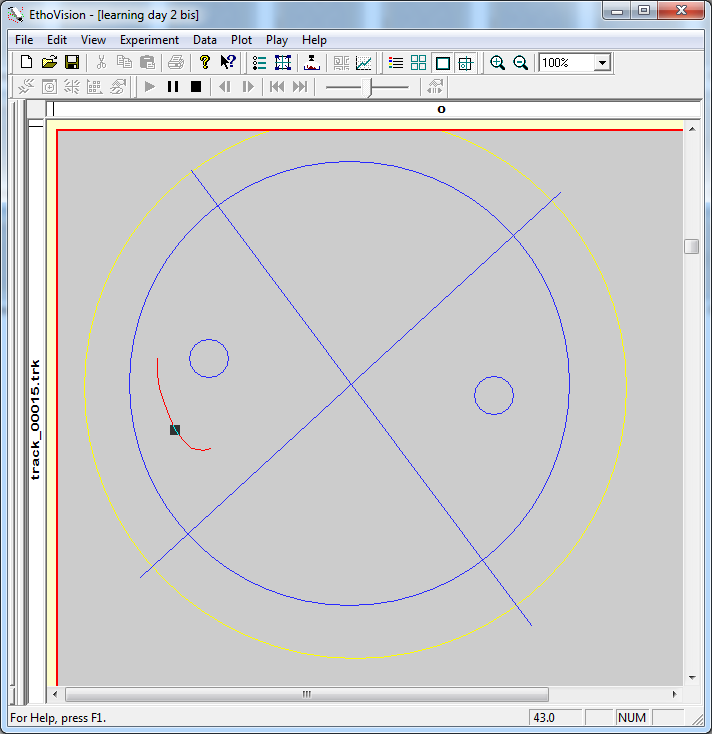 EthoVision - [learning day 2 bis]
File Edit View Experiment Data Plot Play Help
100%
o
track_00015.trk
For Help, press F1.
43.0
NUM